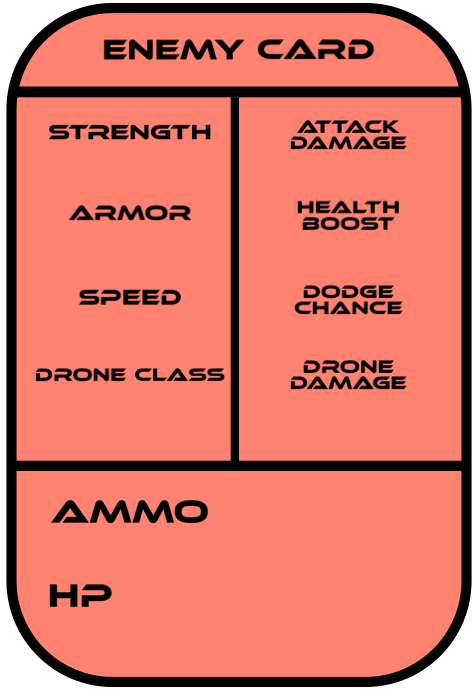 ENEMY CARD
STRENGTH
ATTACK
DAMAGE
ARMOR
HEALTH
BOOST
SPEED
DODGE
CHANCE
DRONE CLASS
DRONE
DAMAGE
AMMO
HP